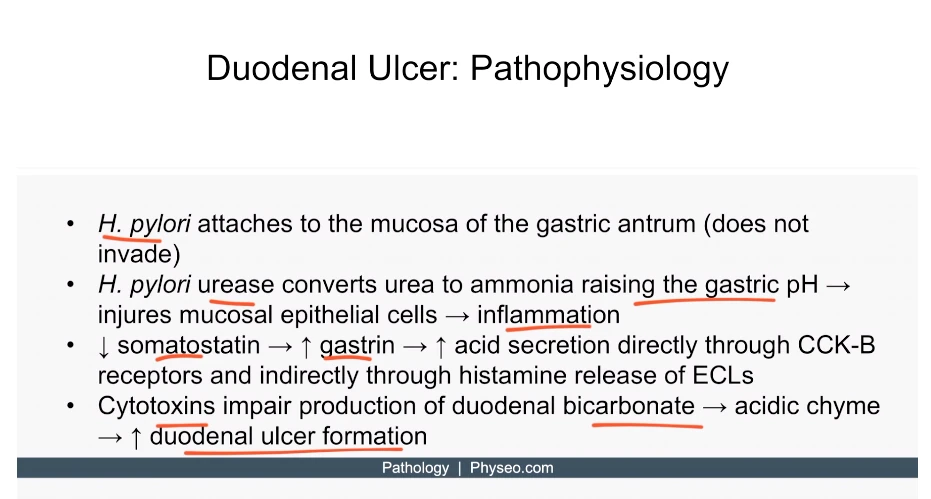 Duodenal Ulcer: Pathophysiology
• H. pylori attaches to the mucosa of the gastric antrum (does not
invade)
• H. pylori urease converts urea to ammonia raising the gastric pH →
injures mucosal epithelial cells → inflammation
• ↓ somatostatin → ↑ gastrin → ↑ acid secretion directly through CCK-B
receptors and indirectly through histamine release of ECLs
• Cytotoxins impair production of duodenal bicarbonate → acidic chyme
→ ↑ duodenal ulcer formation
Pathology | Physeo.com